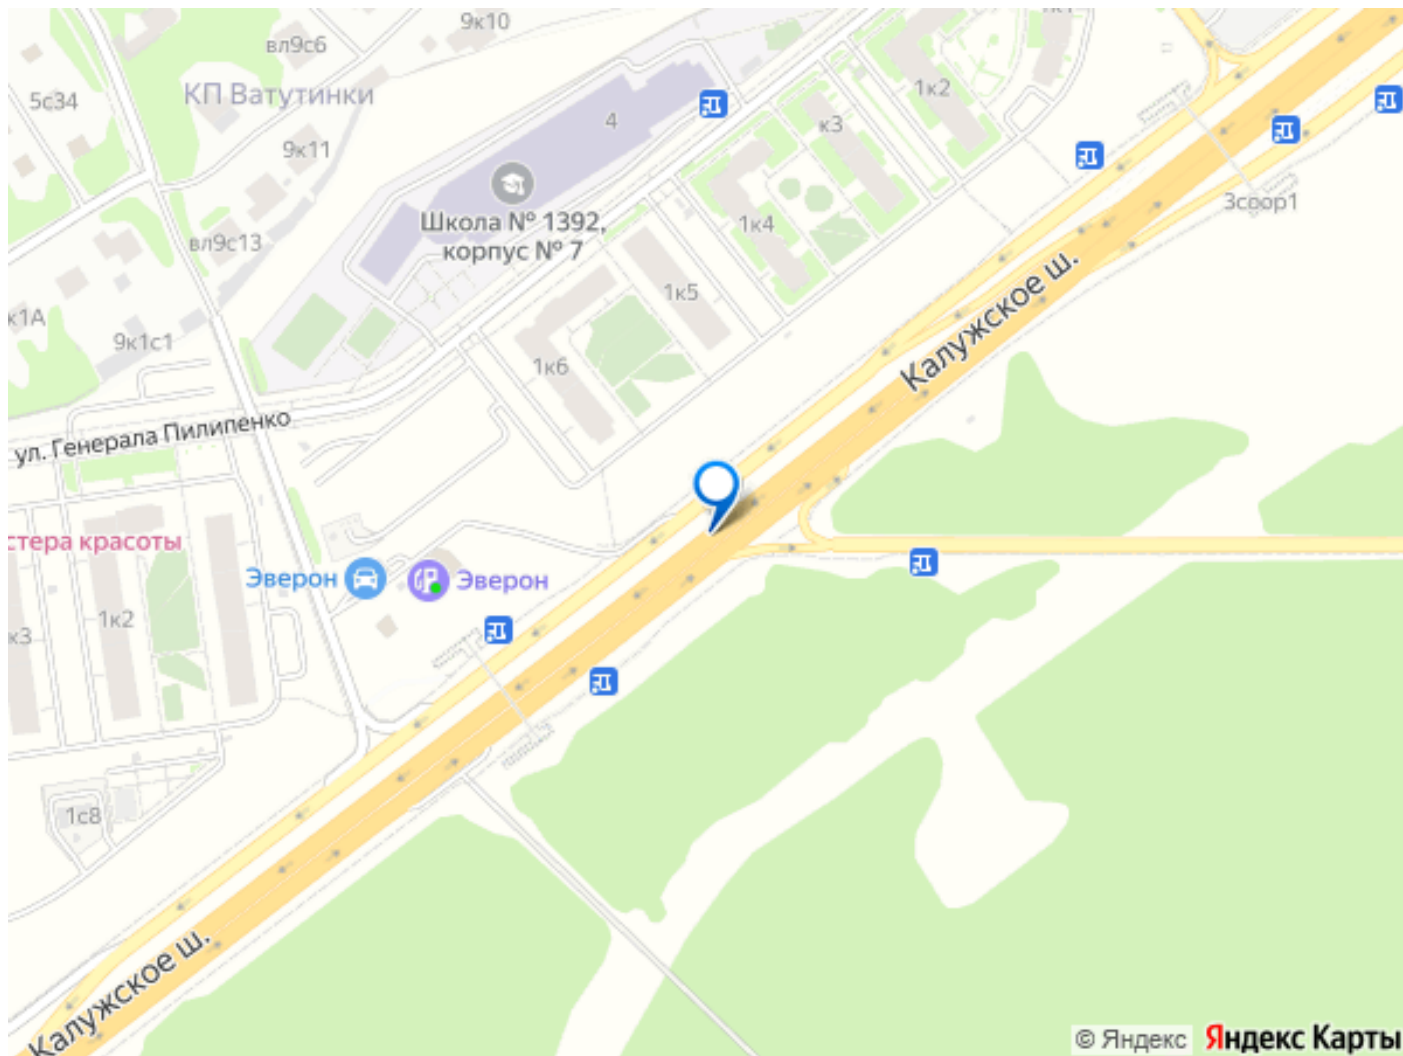 9к10
вл9с6
1к1
5с34
КП Ватутинки
4
1к2
к3
9к11
Школа № 1392,
корпус № 7
1к4
3соор1
вл9с13
к1А
9к1с1
1к5
1к6
Калужское ш.
ул. Генерала Пилипенко
стера красоты
Эверон
Эверон
1к2
к3
1с8
Калужское ш.
© Яндекс
Яндекс Карты